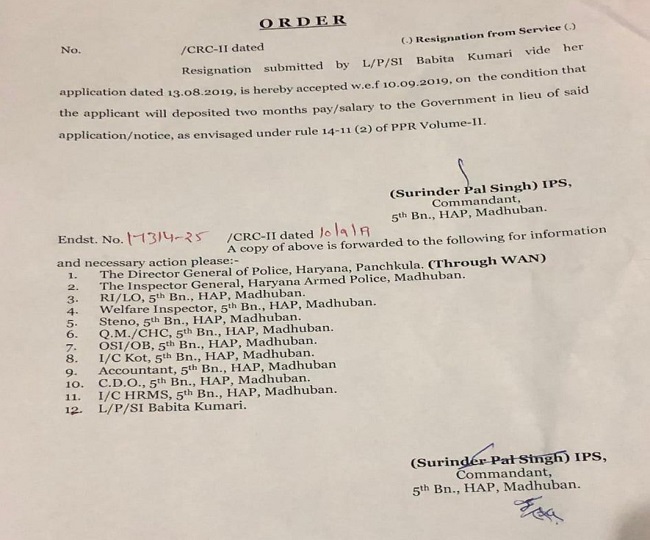 ORDER
(.) Resignation from Service (.)
No. /CRC-II dated
Resignation submitted by L/P/SI Babita Kumari vide her
application dated 13.08.2019, is hereby accepted w.e.f 10.09.2019, on the condition that
the applicant will deposited two months pay/salary to the Government in lieu of said
application/notice, as envisaged under rule 14-11 (2) of PPR Volume-II.
(Surinder Pal Singh) IPS,
Commandant,
5th Bn., HAP, Madhuban.
Endst. No. 17314-25 /CRC-II dated 10/9/19
A copy of above is forwarded to the following for information
and necessary action please:-
1. The Director General of Police, Haryana, Panchkula. (Through WAN)
2. The Inspector General, Haryana Armed Police, Madhuban.
3. RI/LO, 5th Bn., HAP, Madhuban.
4. Welfare Inspector, 5th Bn., HAP, Madhuban.
5. Steno, 5th Bn., HAP, Madhuban.
6. Q.M./CHC, 5th Bn., HAP, Madhuban.
7. OSI/OB, 5th Bn., HAP, Madhuban.
8. I/C Kot, 5th Bn., HAP, Madhuban.
9. Accountant, 5th Bn., HAP, Madhuban
10. C.D.O., 5th Bn., HAP, Madhuban.
11. I/C HRMS, 5th Bn., HAP, Madhuban.
12. L/P/SI Babita Kumari.
(Surinder Pal Singh) IPS,
Commandant,
5th Bn., HAP, Madhuban.